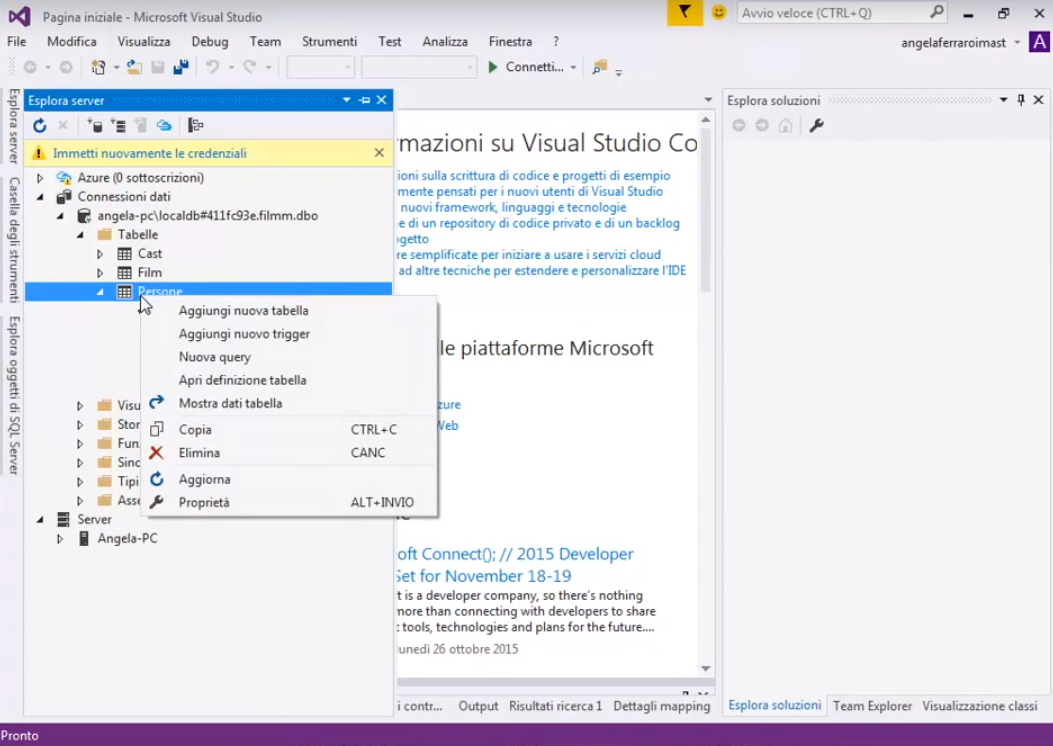 Pagina iniziale - Microsoft Visual Studio
Avvio veloce (CTRL+Q)
File Modifica Visualizza Debug Team Strumenti Test Analizza Finestra ?
angelaferraroimast
A
Connetti...
Esplora server
Casella degli strumenti
Esplora oggetti di SQL Server
Esplora server
Immetti nuovamente le credenziali
Azure (0 sottoscrizioni)
Connessioni dati
angela-pc\localdb#411fc93e.filmm.dbo
Tabelle
Cast
Film
Persone
Aggiungi nuova tabella
Aggiungi nuovo trigger
Nuova query
Apri definizione tabella
Mostra dati tabella
Copia CTRL+C
Elimina CANC
Aggiorna
Proprietà ALT+INVIO
Visu
Stor
Funz
Sinc
Tipi
Asse
Server
Angela-PC
rmazioni su Visual Studio Co
ioni sulla scrittura di codice e progetti di esempio
mente pensati per i nuovi utenti di Visual Studio
nuovi framework, linguaggi e tecnologie
e di un repository di codice privato e di un backlog
ogetto
re semplificate per iniziare a usare i servizi cloud
ad altre tecniche per estendere e personalizzare l'IDE
le piattaforme Microsoft
zure
Web
oft Connect(); // 2015 Developer
Set for November 18-19
t is a developer company, so there's nothing
more than connecting with developers to share
t tools, technologies and plans for the future....
lunedì 26 ottobre 2015
i contr... Output Risultati ricerca 1 Dettagli mapping
Esplora soluzioni
Esplora soluzioni Team Explorer Visualizzazione classi
Pronto